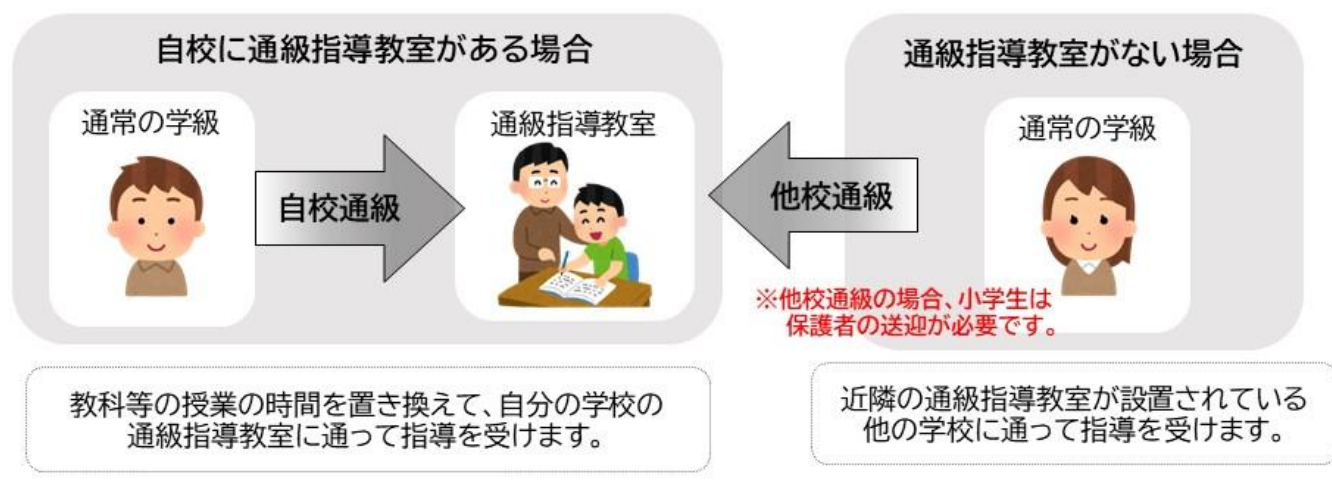 自校に通級指導教室がある場合
通常の学級
自校通級
通級指導教室
教科等の授業の時間を置き換えて、自分の学校の
通級指導教室に通って指導を受けます。
通級指導教室がない場合
通常の学級
他校通級
※他校通級の場合、小学生は
保護者の送迎が必要です。
近隣の通級指導教室が設置されている
他の学校に通って指導を受けます。